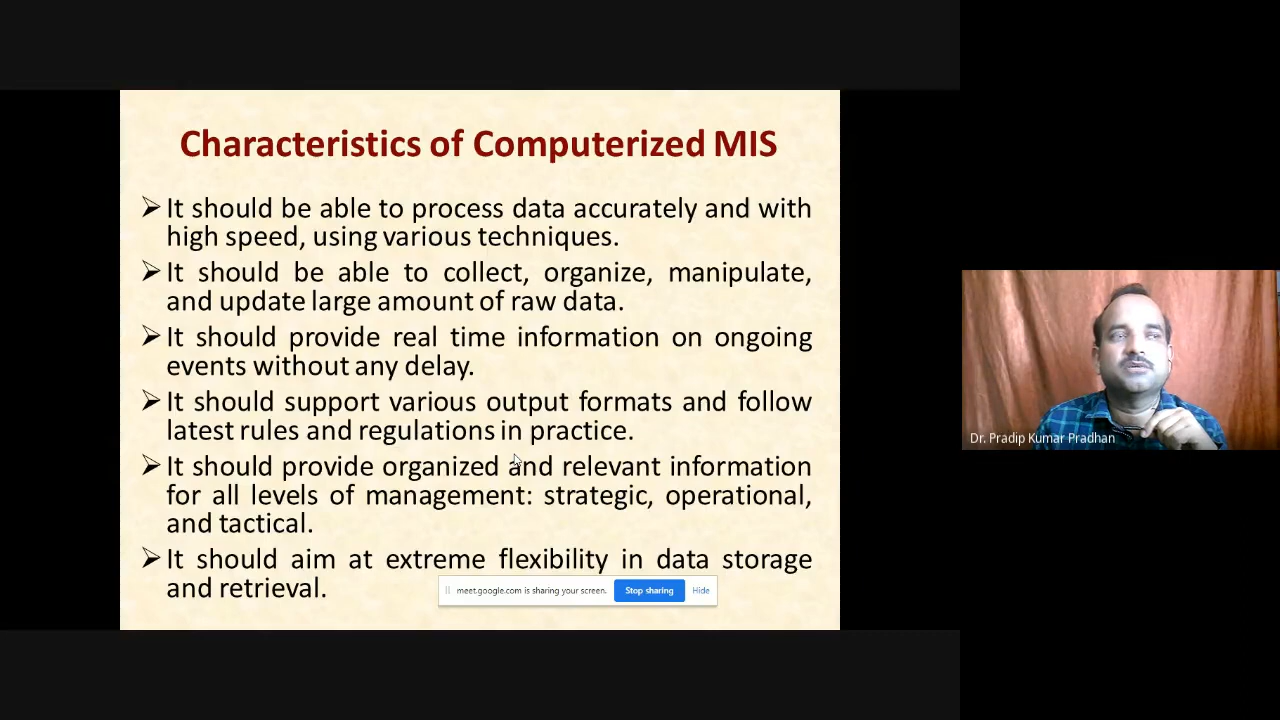 Characteristics of Computerized MIS
It should be able to process data accurately and with
high speed, using various techniques.
It should be able to collect, organize, manipulate,
and update large amount of raw data.
It should provide real time information on ongoing
events without any delay.
It should support various output formats and follow
latest rules and regulations in practice.
It should provide organized and relevant information
for all levels of management: strategic, operational,
and tactical.
It should aim at extreme flexibility in data storage
and retrieval.
meet.google.com is sharing your screen. Stop sharing Hide
Dr. Pradip Kumar Pradhan